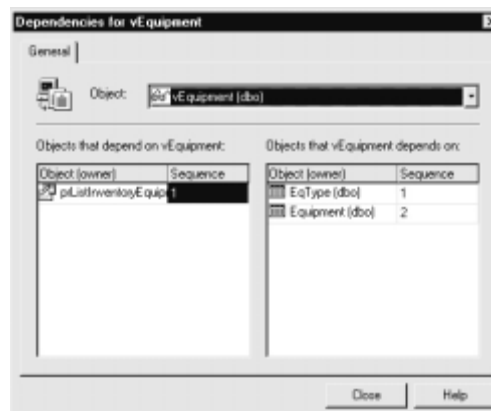 Dependencies for vEquipment
General
Object: vEquipment (dbo)
Objects that depend on vEquipment:
Object (owner) Sequence
prListInventoryEquip 1
Objects that vEquipment depends on:
Object (owner) Sequence
EqType (dbo) 1
Equipment (dbo) 2
Close Help